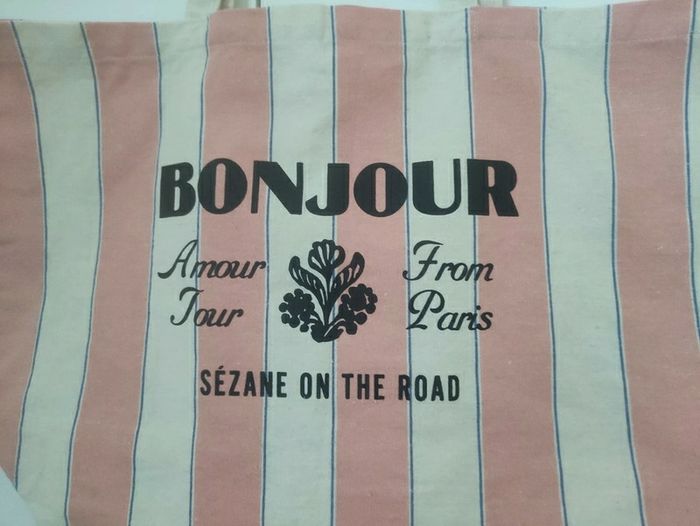 BONJOUR
Amour From
Tour Paris
SÉZANE ON THE ROAD